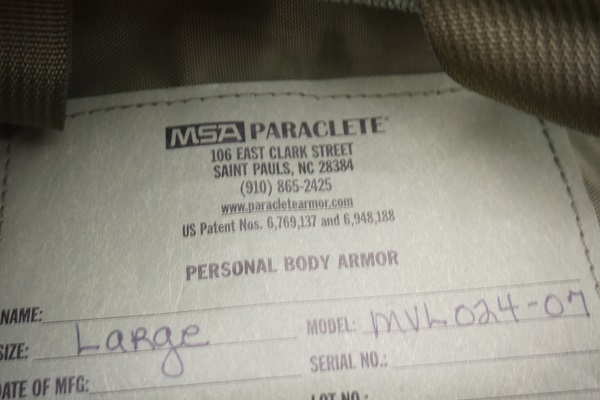 MSA PARACLETE
106 EAST CLARK STREET
SAINT PAULS, NC 28384
(910) 865-2425
www.paracletearmor.com
US Patent Nos. 6,769,137 and 6,948,188
PERSONAL BODY ARMOR
NAME:
SIZE: Large MODEL: MVL024-07
DATE OF MFG: SERIAL NO.:
LOT NO.: